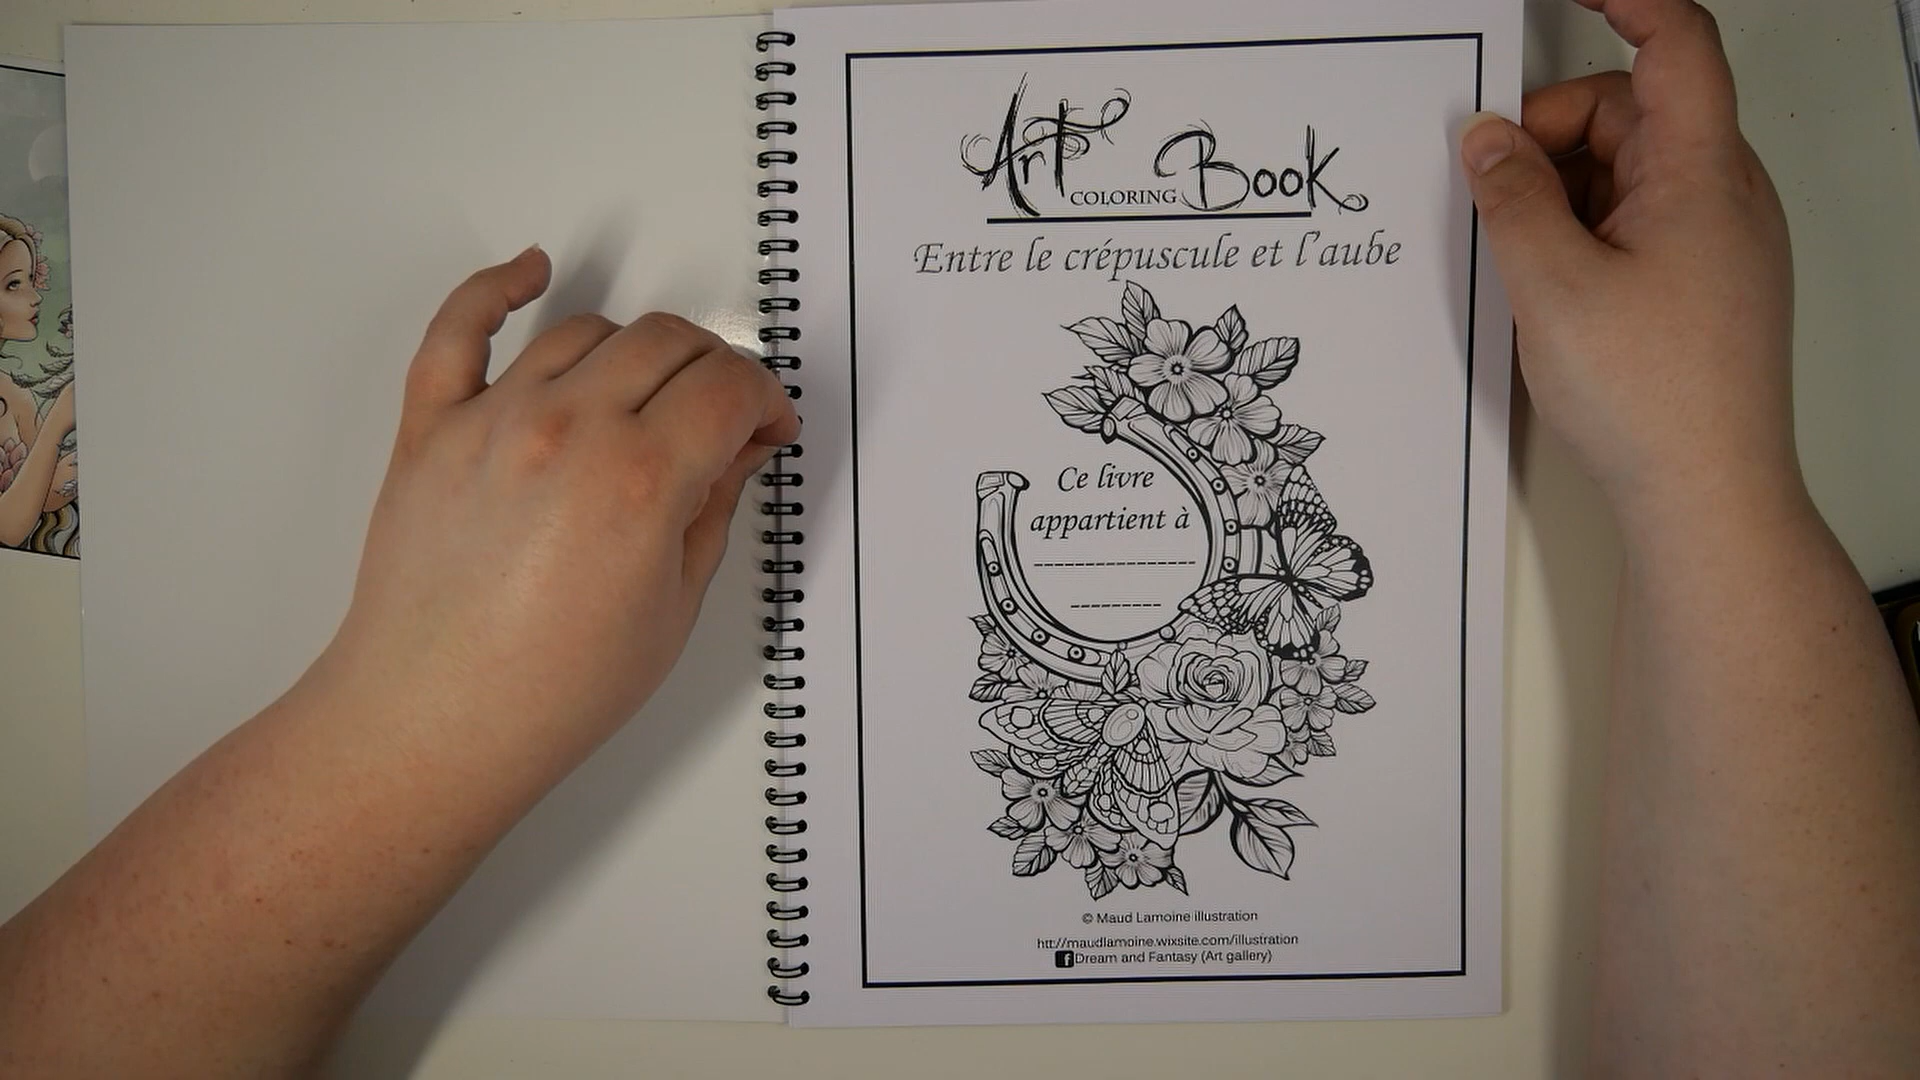 Art COLORING Book
Entre le crépuscule et l'aube
Ce livre
appartient à
© Maud Lamoine illustration
htt://maudlamoine.wixsite.com/illustration
f Dream and Fantasy (Art gallery)